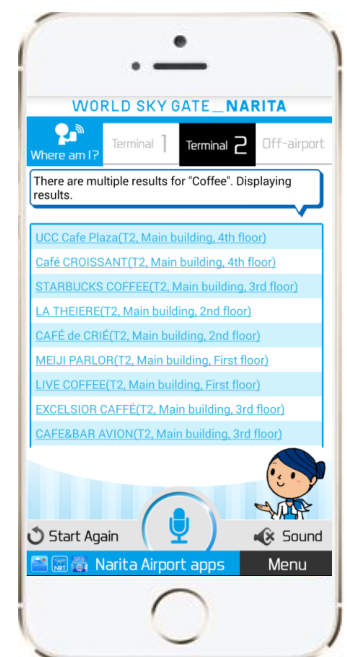 WORLD SKY GATE_NARITA
Where am I?
Terminal 1
Terminal 2
Off-airport
There are multiple results for "Coffee". Displaying
results.
UCC Cafe Plaza(T2, Main building, 4th floor)
Café CROISSANT(T2, Main building, 4th floor)
STARBUCKS COFFEE(T2, Main building, 3rd floor)
LA THEIERE(T2, Main building, 2nd floor)
CAFÉ de CRIÉ(T2, Main building, 2nd floor)
MEIJI PARLOR(T2, Main building, First floor)
LIVE COFFEE(T2, Main building, First floor)
EXCELSIOR CAFFÉ(T2, Main building, 3rd floor)
CAFE&BAR AVION(T2, Main building, 3rd floor)
Start Again
Sound
NRT
Narita Airport apps
Menu